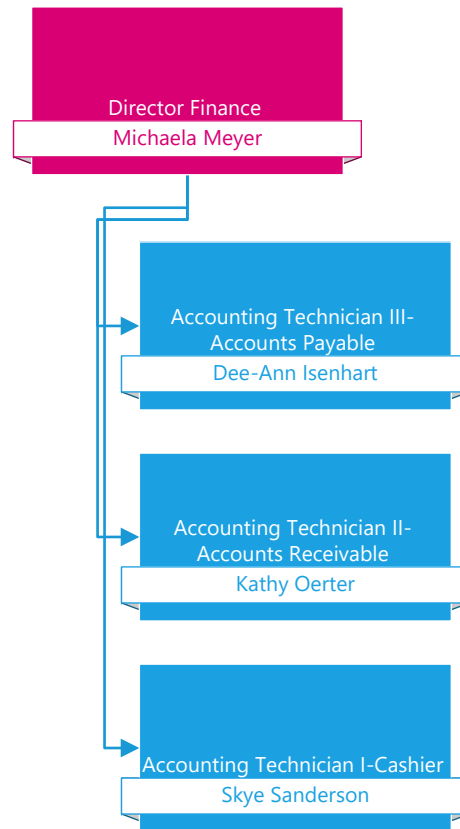 Director Finance
Michaela Meyer
Accounting Technician III-
Accounts Payable
Dee-Ann Isenhart
Accounting Technician II-
Accounts Receivable
Kathy Oerter
Accounting Technician I-Cashier
Skye Sanderson